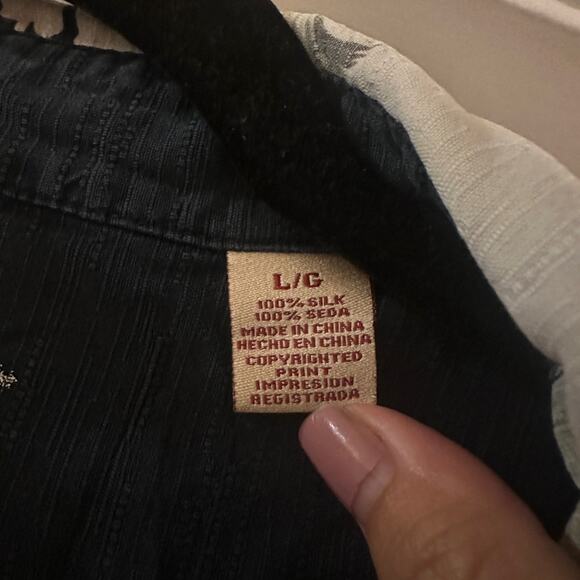 L/G
100% SILK
100% SEDA
MADE IN CHINA
HECHO EN CHINA
COPYRIGHTED
PRINT
IMPRESION
REGISTRADA